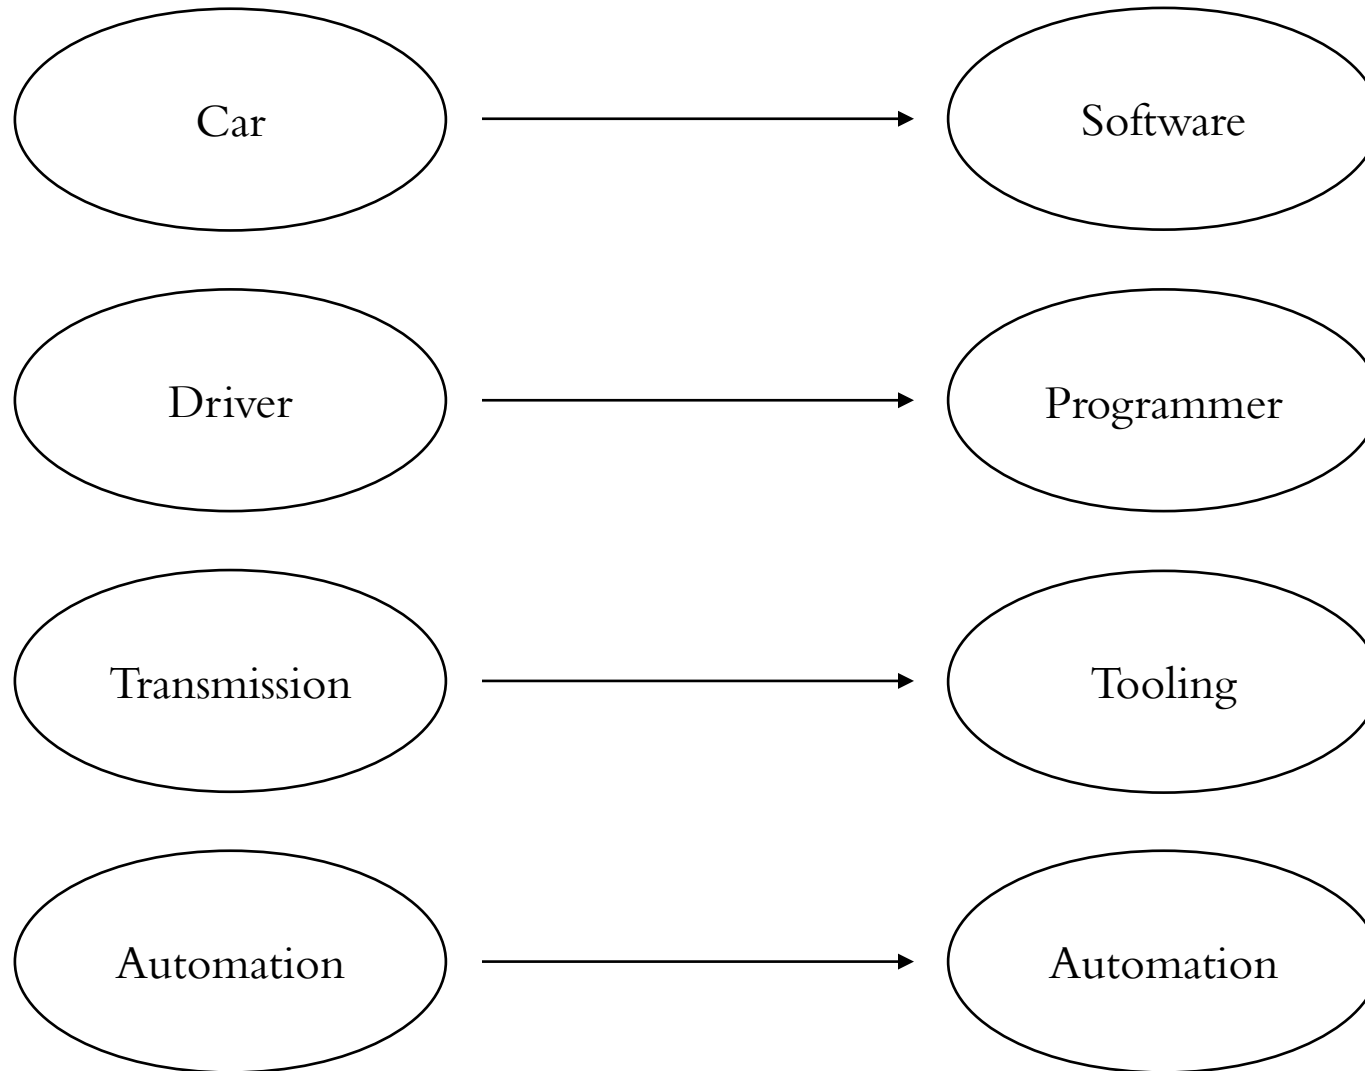 Car
Software
Driver
Programmer
Transmission
Tooling
Automation
Automation